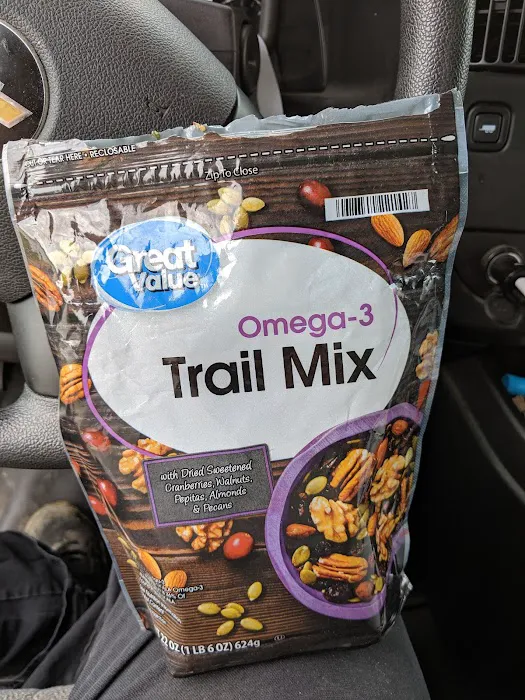 TEAR HERE • RECLOSABLE
Zip To Close
Great
Value
Omega-3
Trail Mix
with Dried Sweetened
Cranberries, Walnuts,
Pepitas, Almonds
& Pecans
Omega-3
OZ (1 LB 6 OZ) 624g